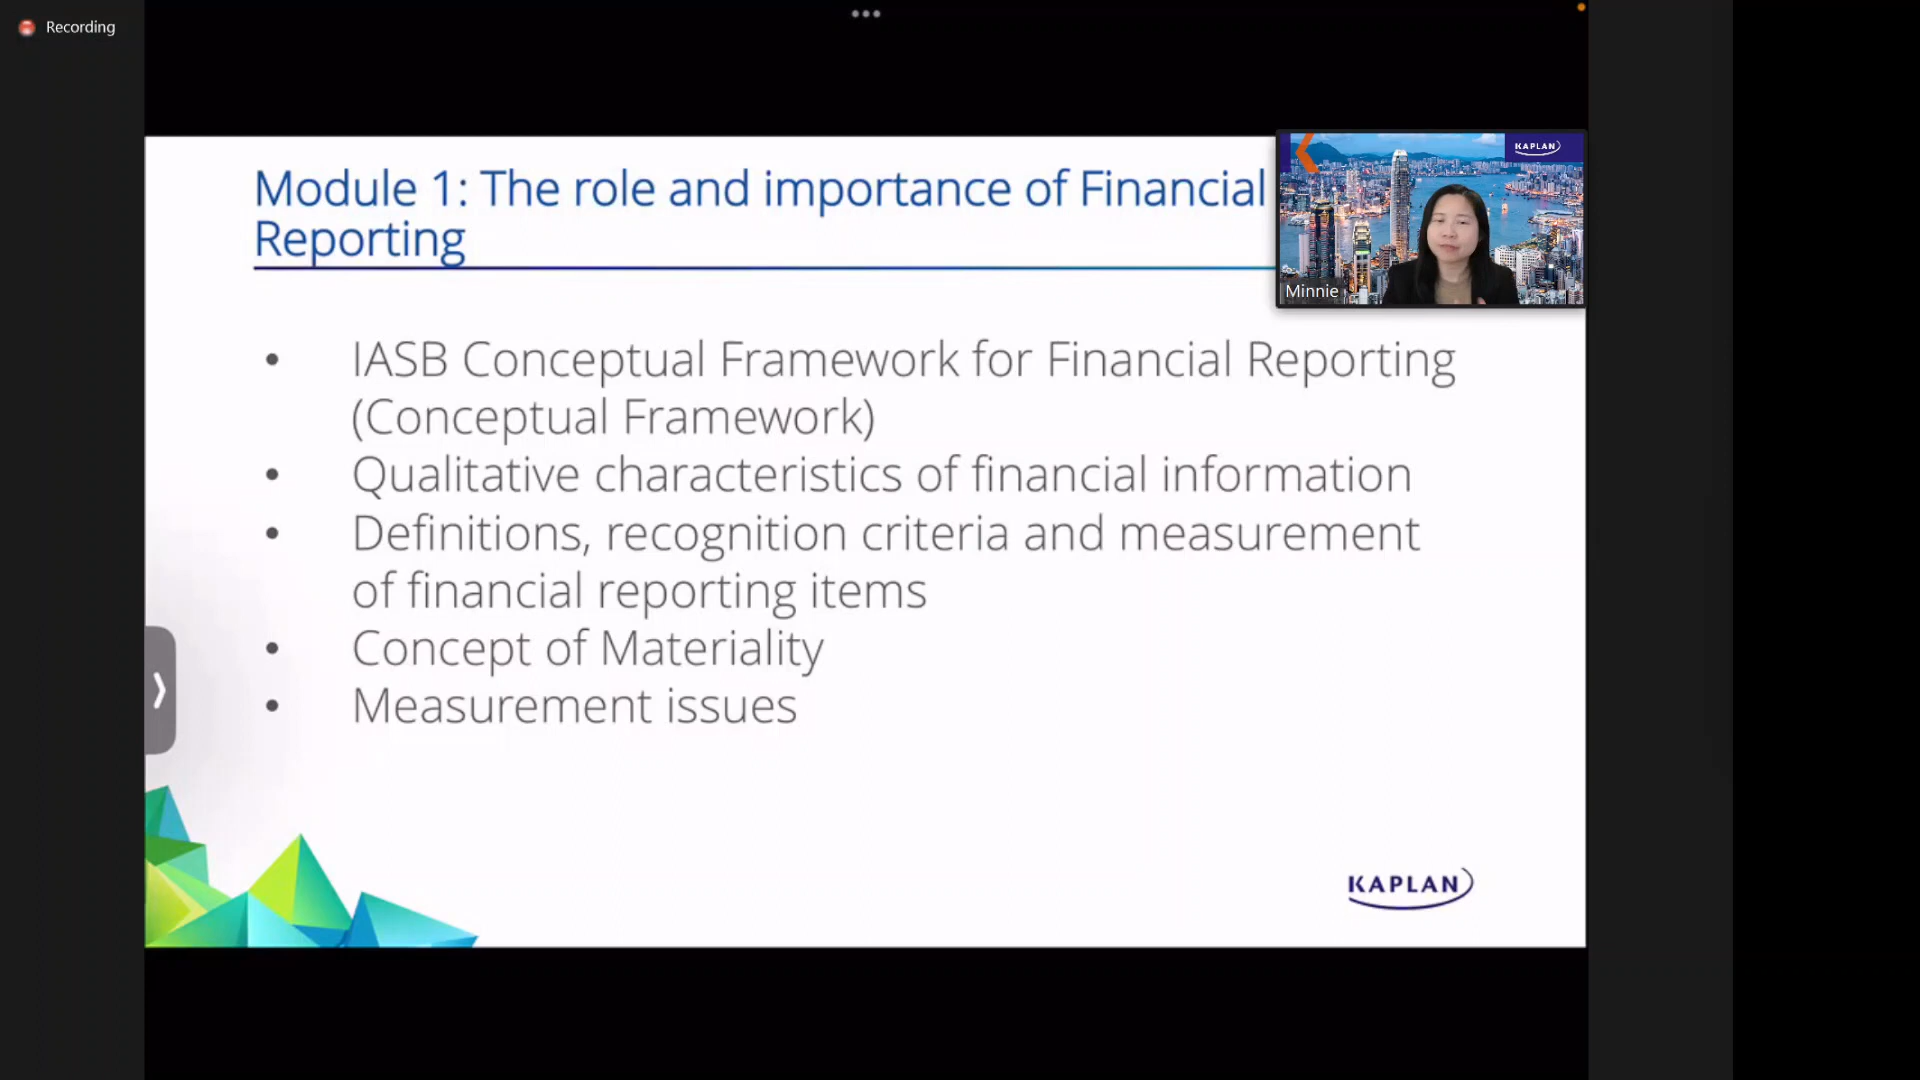 Recording
Module 1: The role and importance of Financial
Reporting
KAPLAN
Minnie
• IASB Conceptual Framework for Financial Reporting
(Conceptual Framework)
• Qualitative characteristics of financial information
• Definitions, recognition criteria and measurement
of financial reporting items
• Concept of Materiality
• Measurement issues
KAPLAN